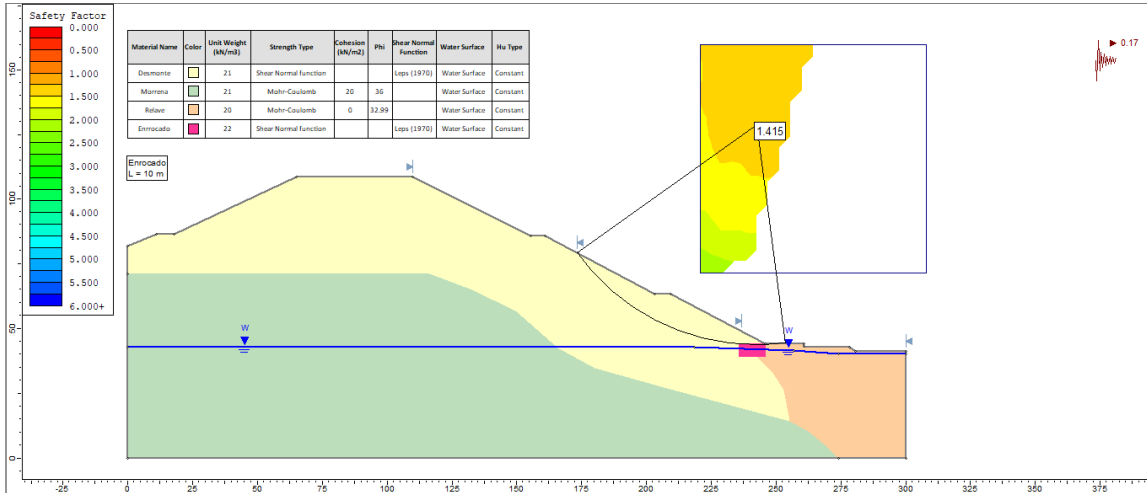 Safety Factor
0.000
0.500
1.000
1.500
2.000
2.500
3.000
3.500
4.000
4.500
5.000
5.500
6.000+
Material Name Color Unit Weight (kN/m3) Strength Type Cohesion (kN/m2) Phi Shear Normal Function Water Surface Hu Type
Desmonte 21 Shear Normal function Leps (1970) Water Surface Constant
Morrena 21 Mohr-Coulomb 20 36 Water Surface Constant
Relave 20 Mohr-Coulomb 0 32.99 Water Surface Constant
Enrrocado 22 Shear Normal function Leps (1970) Water Surface Constant
0.17
1.415
Enrocado
L = 10 m
W
W
150
100
50
0
-25 0 25 50 75 100 125 150 175 200 225 250 275 300 325 350 375